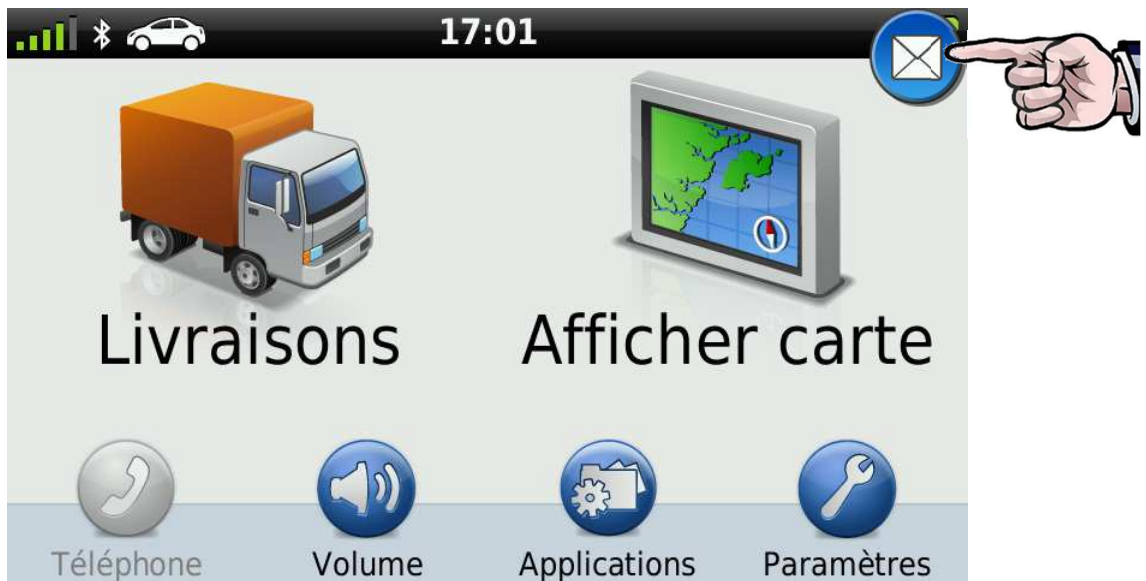 17:01
Livraisons
Afficher carte
Téléphone
Volume
Applications
Paramètres